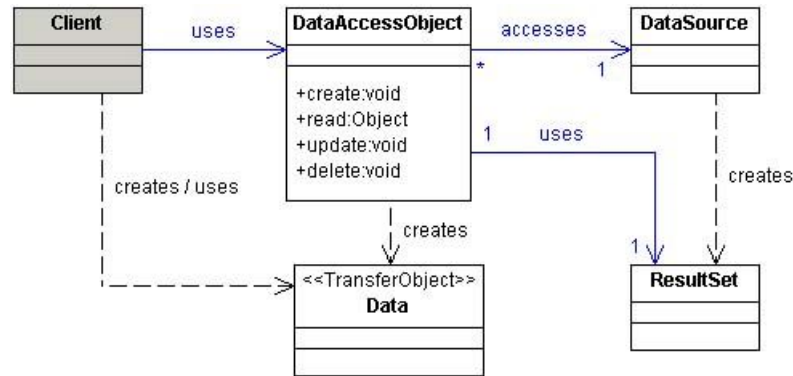 Client
uses
DataAccessObject
accesses
DataSource
*
1
+create:void
+read:Object
+update:void
+delete:void
1
uses
creates / uses
creates
creates
1
<<TransferObject>>
Data
ResultSet